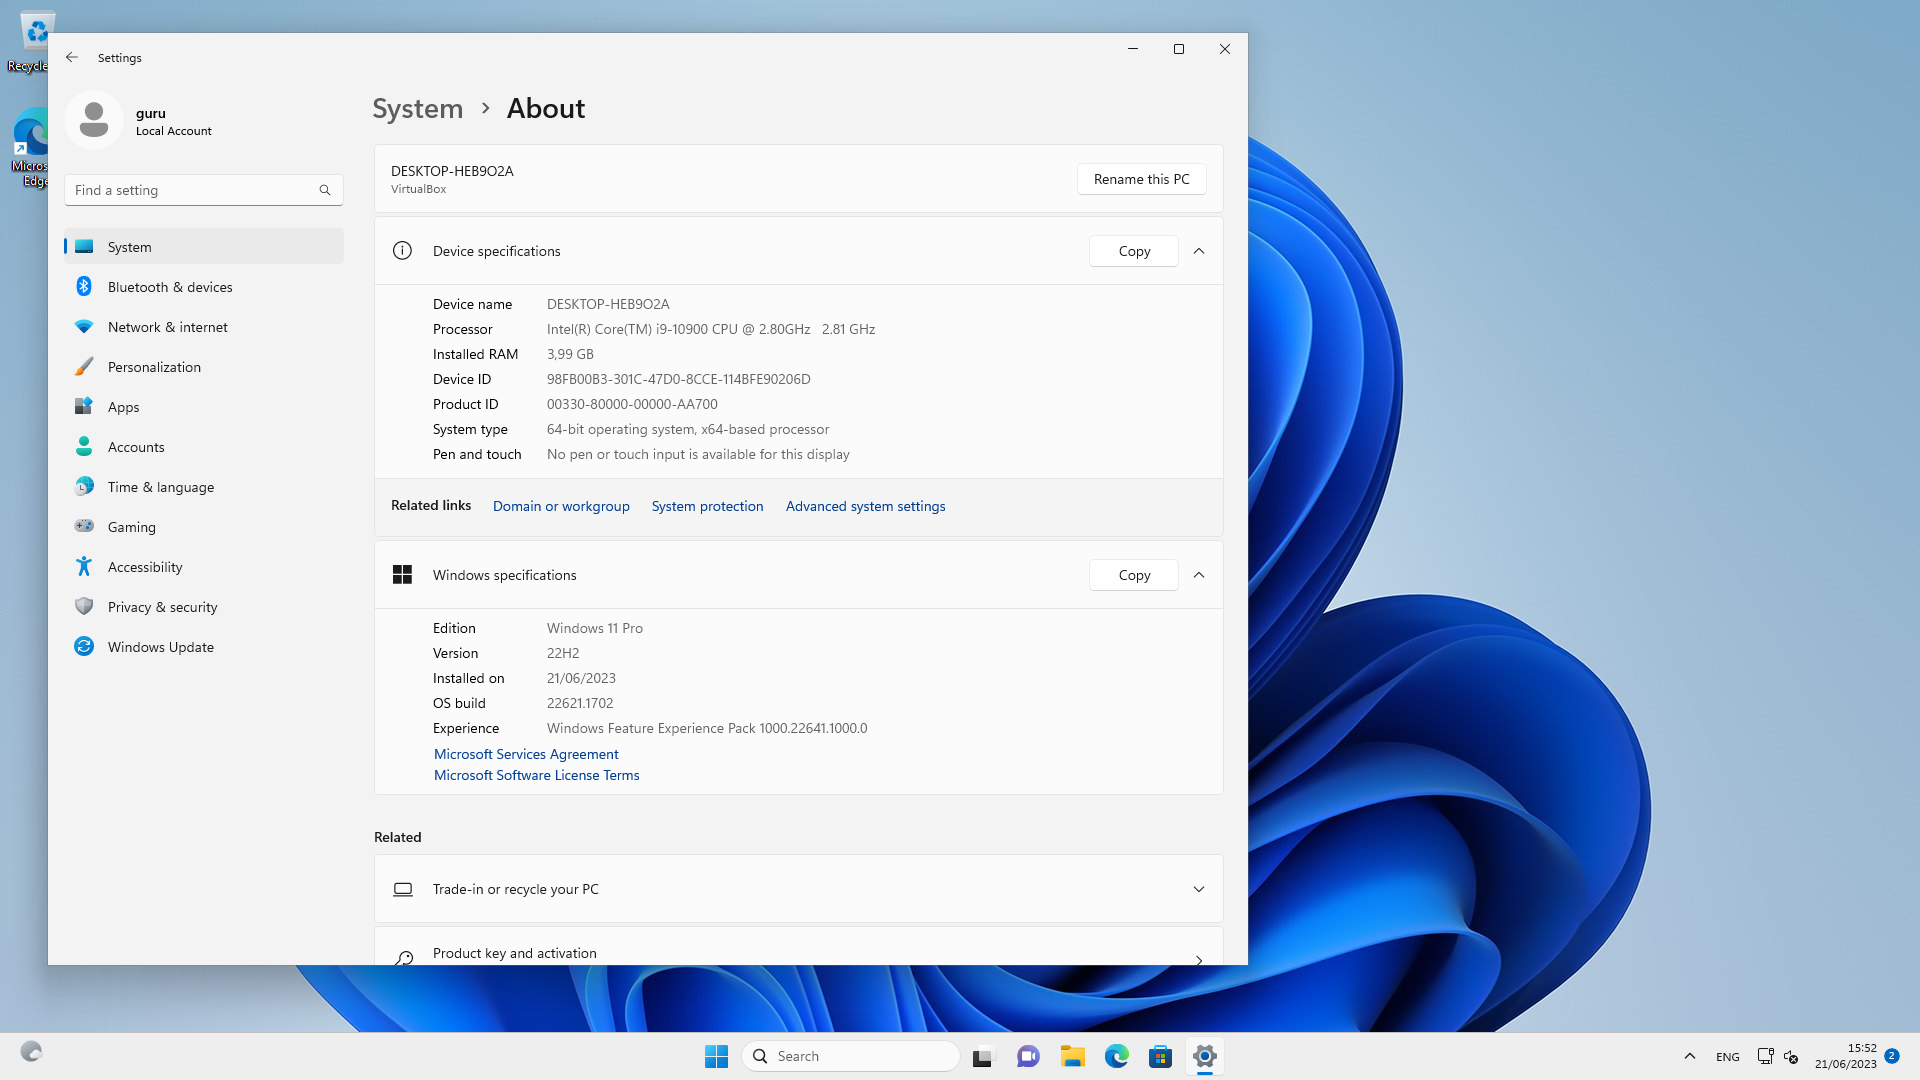 Recycle
Micros
Edge
Settings
guru
Local Account
Find a setting
System
Bluetooth & devices
Network & internet
Personalization
Apps
Accounts
Time & language
Gaming
Accessibility
Privacy & security
Windows Update
System > About
DESKTOP-HEB9O2A
VirtualBox
Rename this PC
Device specifications
Copy
Device name DESKTOP-HEB9O2A
Processor Intel(R) Core(TM) i9-10900 CPU @ 2.80GHz 2.81 GHz
Installed RAM 3,99 GB
Device ID 98FB00B3-301C-47D0-8CCE-114BFE90206D
Product ID 00330-80000-00000-AA700
System type 64-bit operating system, x64-based processor
Pen and touch No pen or touch input is available for this display
Related links Domain or workgroup System protection Advanced system settings
Windows specifications
Copy
Edition Windows 11 Pro
Version 22H2
Installed on 21/06/2023
OS build 22621.1702
Experience Windows Feature Experience Pack 1000.22641.1000.0
Microsoft Services Agreement
Microsoft Software License Terms
Related
Trade-in or recycle your PC
Product key and activation
Search
ENG
15:52
21/06/2023
2